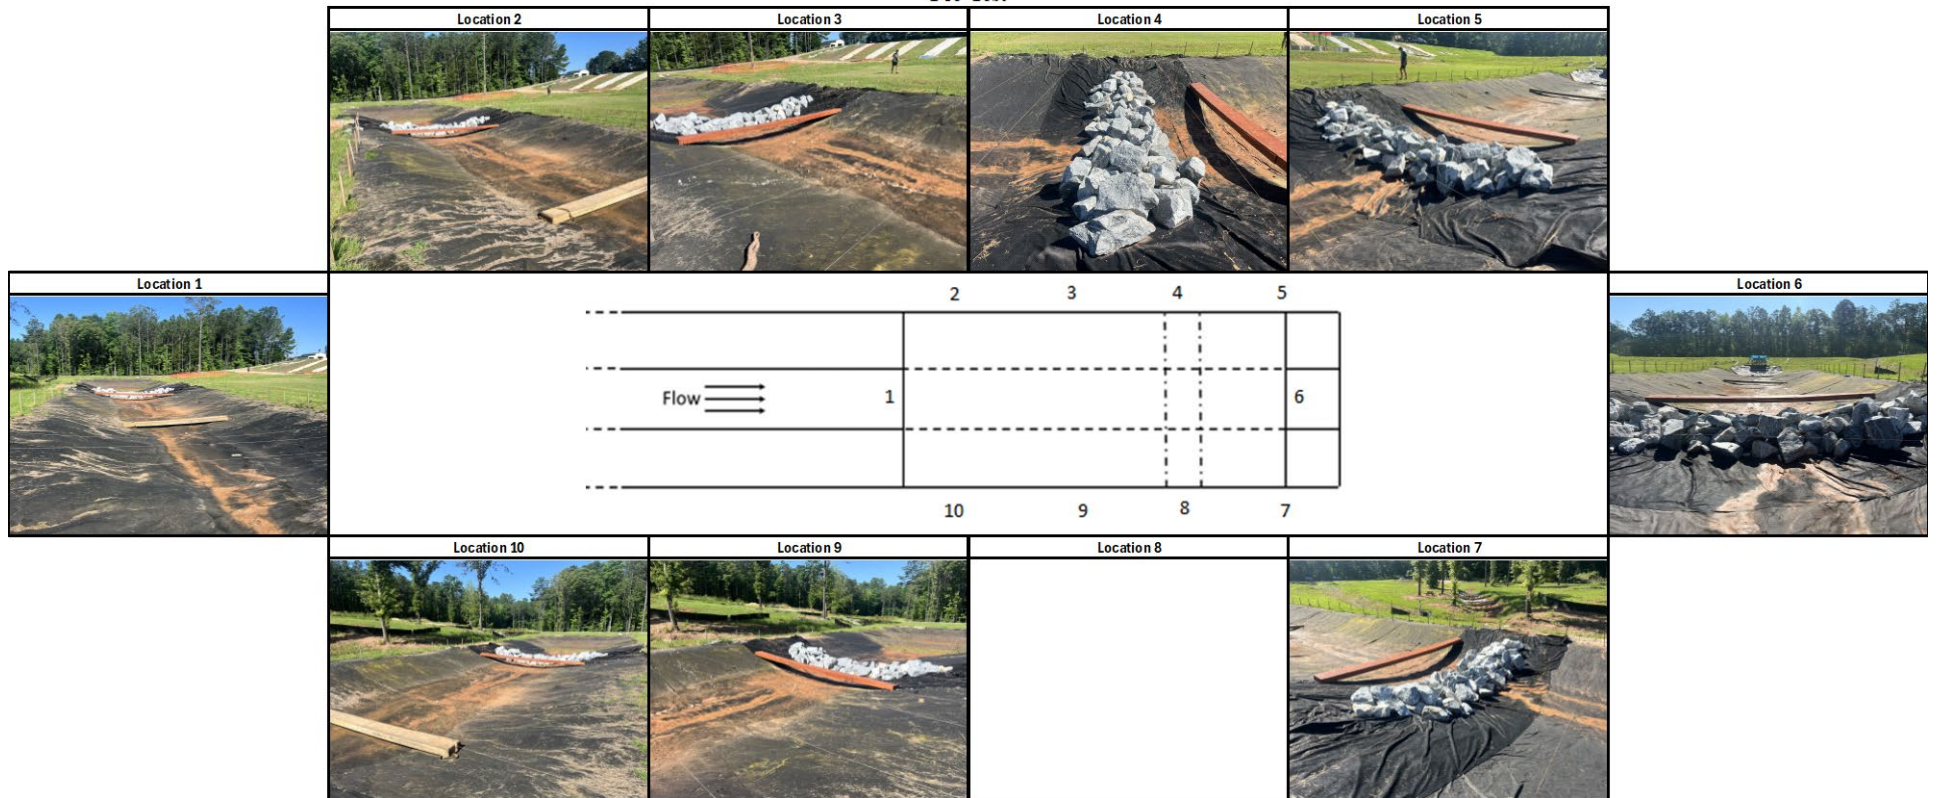 Location 2
Location 3
Location 4
Location 5
Location 1
Location 6
2
3
4
5
Flow
1
6
10
9
8
7
Location 10
Location 9
Location 8
Location 7